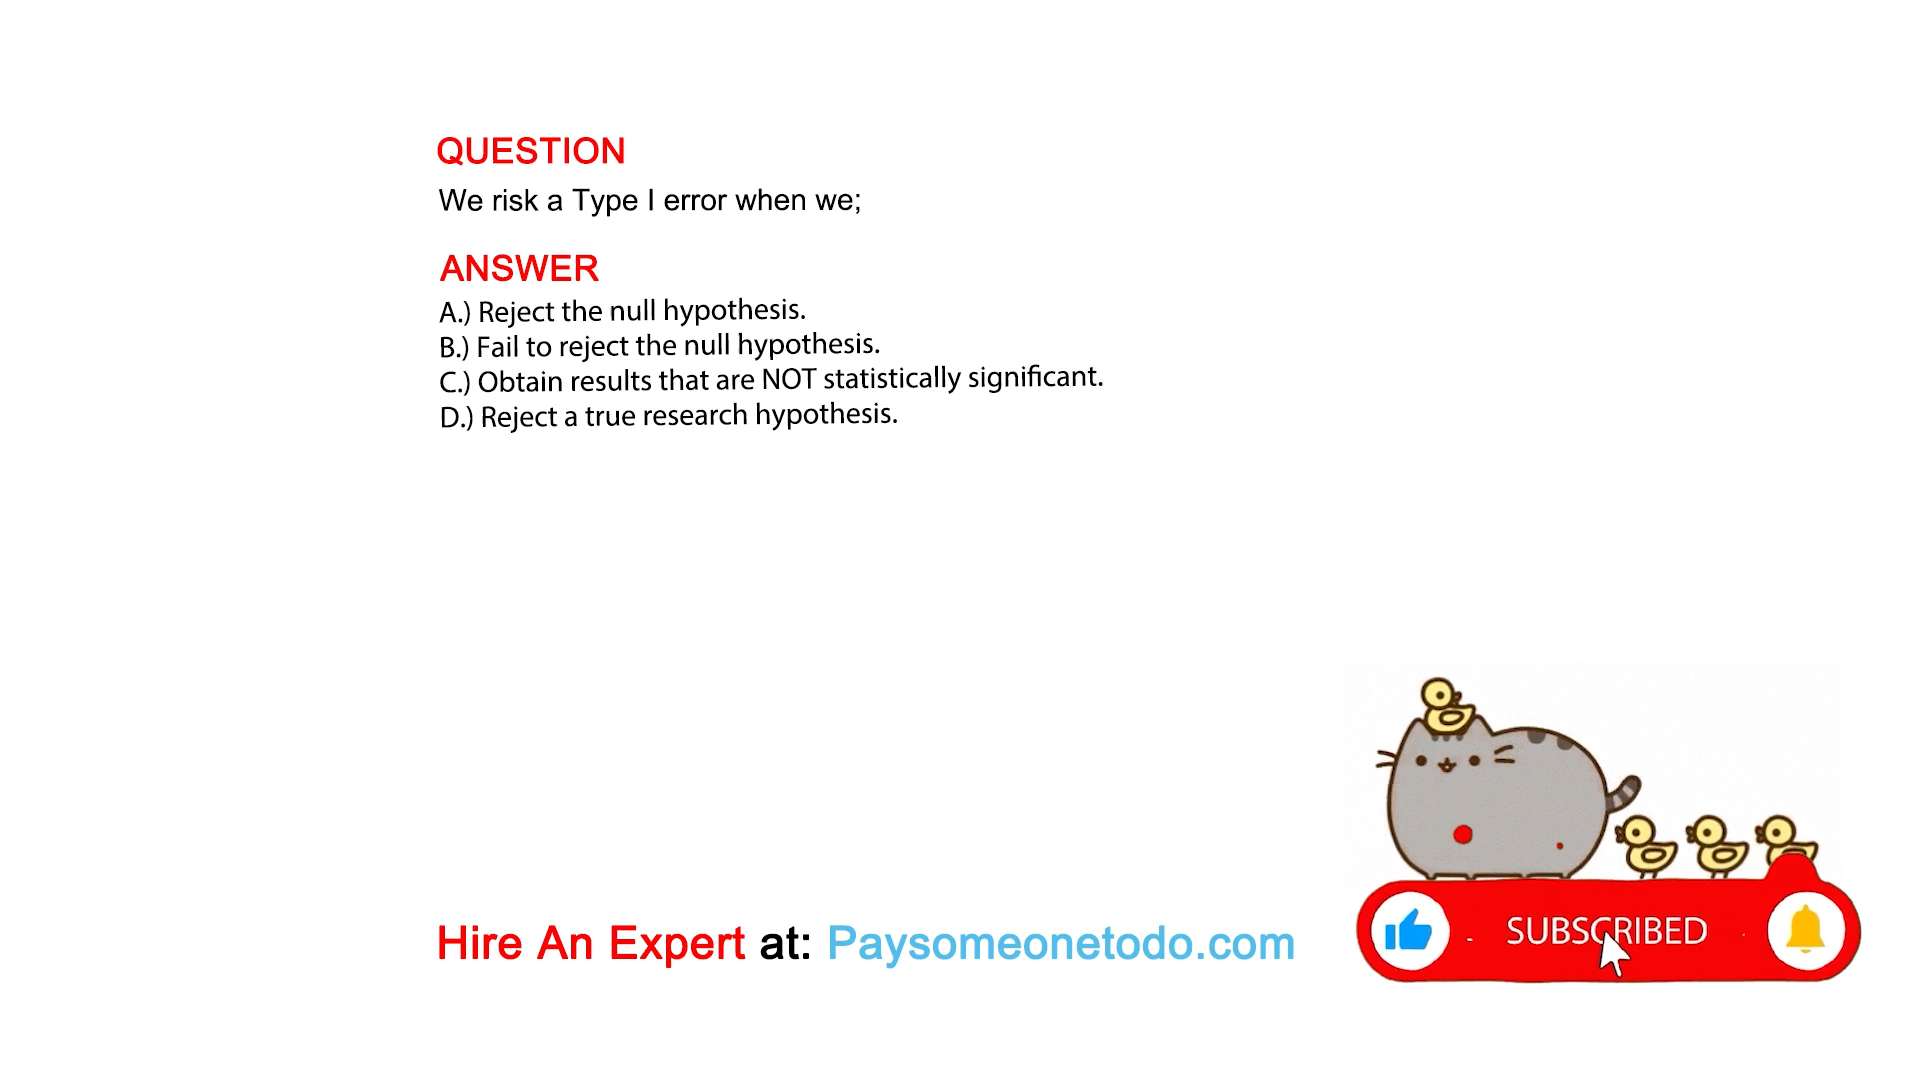 QUESTION
We risk a Type I error when we;
ANSWER
A.) Reject the null hypothesis.
B.) Fail to reject the null hypothesis.
C.) Obtain results that are NOT statistically significant.
D.) Reject a true research hypothesis.
Hire An Expert at: Paysomeonetodo.com
SUBSCRIBED